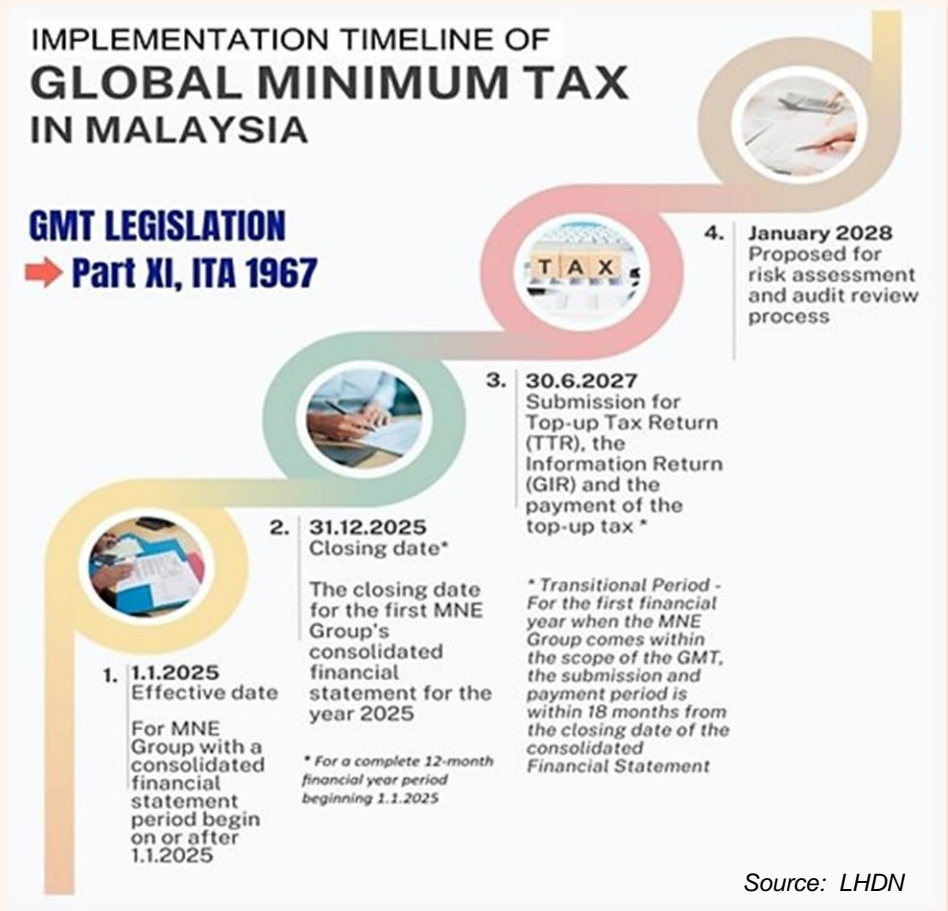 IMPLEMENTATION TIMELINE OF
GLOBAL MINIMUM TAX
IN MALAYSIA
GMT LEGISLATION
Part XI, ITA 1967
1.
1.1.2025
Effective date
For MNE
Group with a
consolidated
financial
statement
period begin
on or after
1.1.2025
2.
31.12.2025
Closing date*
The closing date
for the first MNE
Group's
consolidated
financial
statement for the
year 2025
* For a complete 12-month
financial year period
beginning 1.1.2025
TAX
3.
30.6.2027
Submission for
Top-up Tax Return
(TTR), the
Information Return
(GIR) and the
payment of the
top-up tax *
* Transitional Period -
For the first financial
year when the MNE
Group comes within
the scope of the GMT,
the submission and
payment period is
within 18 months from
the closing date of the
consolidated
Financial Statement
4.
January 2028
Proposed for
risk assessment
and audit review
process
Source: LHDN